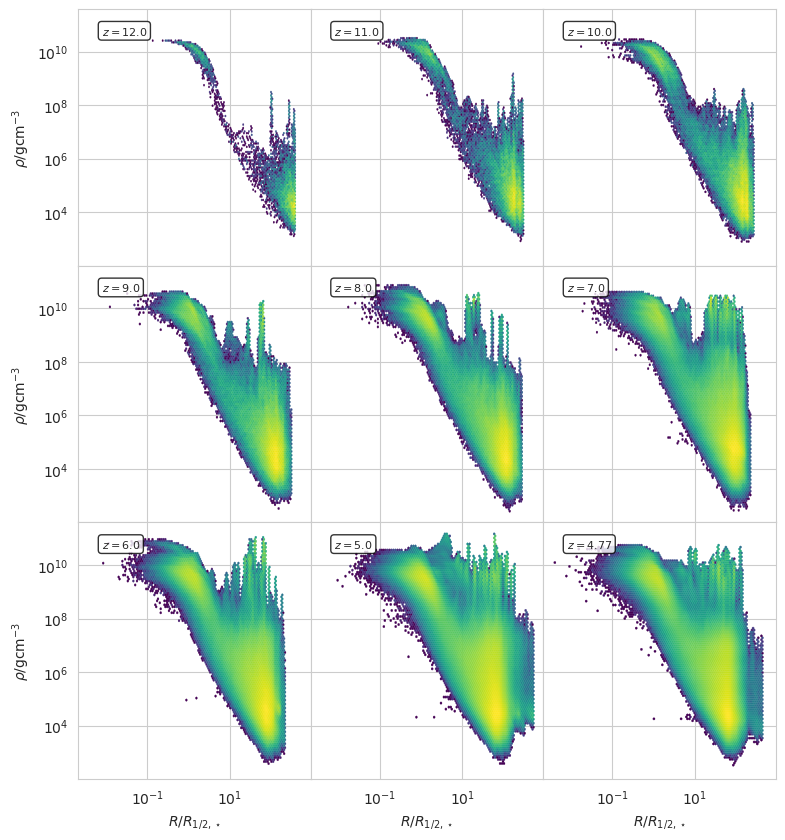 z = 12.0 z = 11.0 z = 10.0
10^10
10^8
10^6
10^4
ρ/gcm^−3
z = 9.0 z = 8.0 z = 7.0
10^10
10^8
10^6
10^4
ρ/gcm^−3
z = 6.0 z = 5.0 z = 4.77
10^10
10^8
10^6
10^4
ρ/gcm^−3
10^−1 10^1 10^−1 10^1 10^−1 10^1
R/R_1/2, ⋆ R/R_1/2, ⋆ R/R_1/2, ⋆